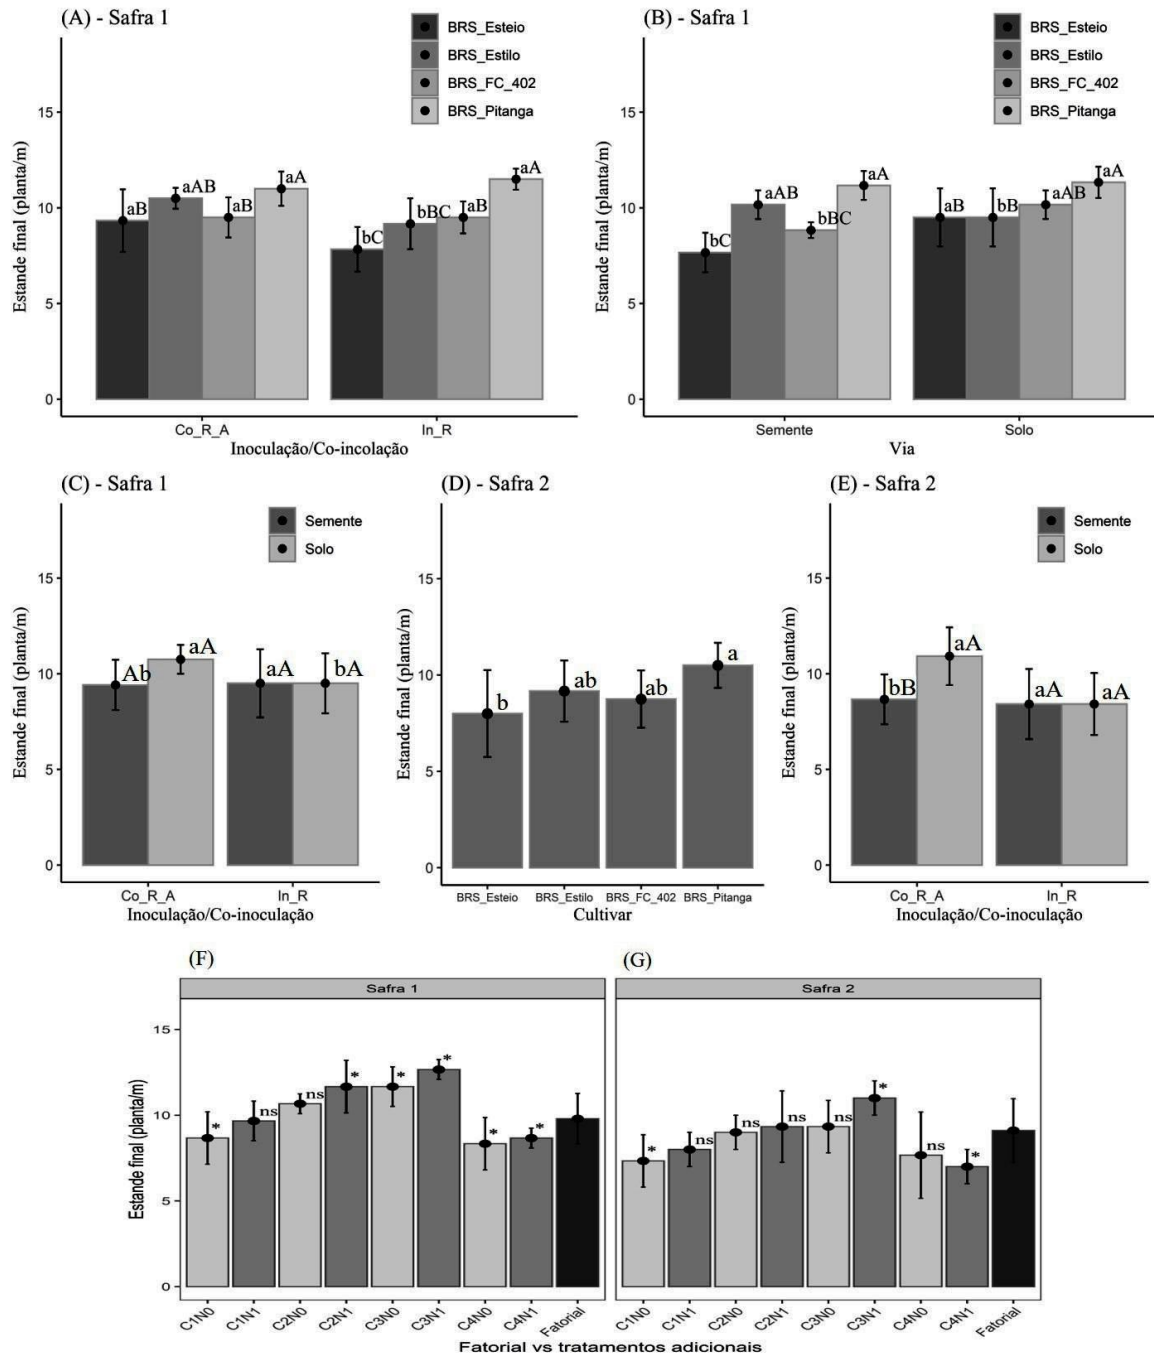 (A) - Safra 1
BRS_Esteio
BRS_Estilo
BRS_FC_402
BRS_Pitanga
Estande final (planta/m)
15
10
5
0
aB
aAB
aB
aA
bC
bBC
aB
aA
Co_R_A
In_R
Inoculação/Co-incolação
(B) - Safra 1
BRS_Esteio
BRS_Estilo
BRS_FC_402
BRS_Pitanga
Estande final (planta/m)
15
10
5
0
bC
aAB
bBC
aA
aB
bB
aAB
aA
Semente
Solo
Via
(C) - Safra 1
Semente
Solo
Estande final (planta/m)
15
10
5
0
Ab
aA
aA
bA
Co_R_A
In_R
Inoculação/Co-inoculação
(D) - Safra 2
Estande final (planta/m)
15
10
5
0
b
ab
ab
a
BRS_Esteio
BRS_Estilo
BRS_FC_402
BRS_Pitanga
Cultivar
(E) - Safra 2
Semente
Solo
Estande final (planta/m)
15
10
5
0
bB
aA
aA
aA
Co_R_A
In_R
Inoculação/Co-inoculação
(F)
Safra 1
Estande final (planta/m)
15
10
5
0
*
ns
ns
*
*
*
*
*
C1N0
C1N1
C2N0
C2N1
C3N0
C3N1
C4N0
C4N1
Fatorial
(G)
Safra 2
*
ns
ns
ns
ns
*
ns
*
C1N0
C1N1
C2N0
C2N1
C3N0
C3N1
C4N0
C4N1
Fatorial
Fatorial vs tratamentos adicionais